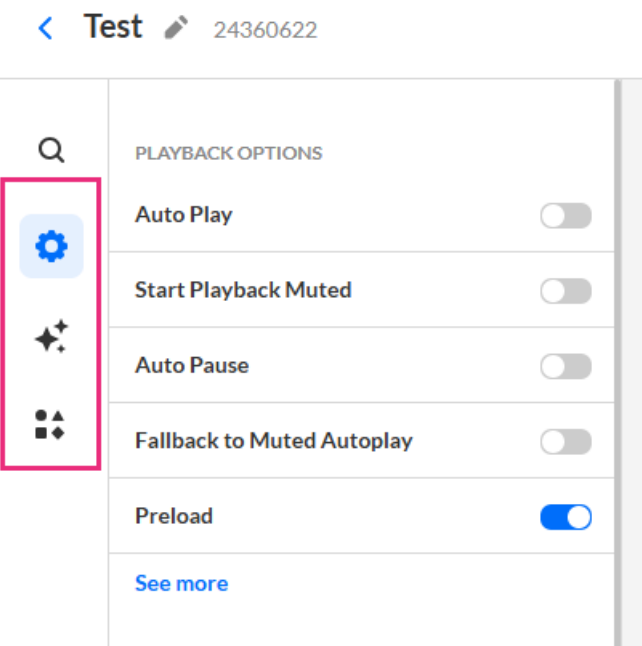 Test 24360622
PLAYBACK OPTIONS
Auto Play
Start Playback Muted
Auto Pause
Fallback to Muted Autoplay
Preload
See more